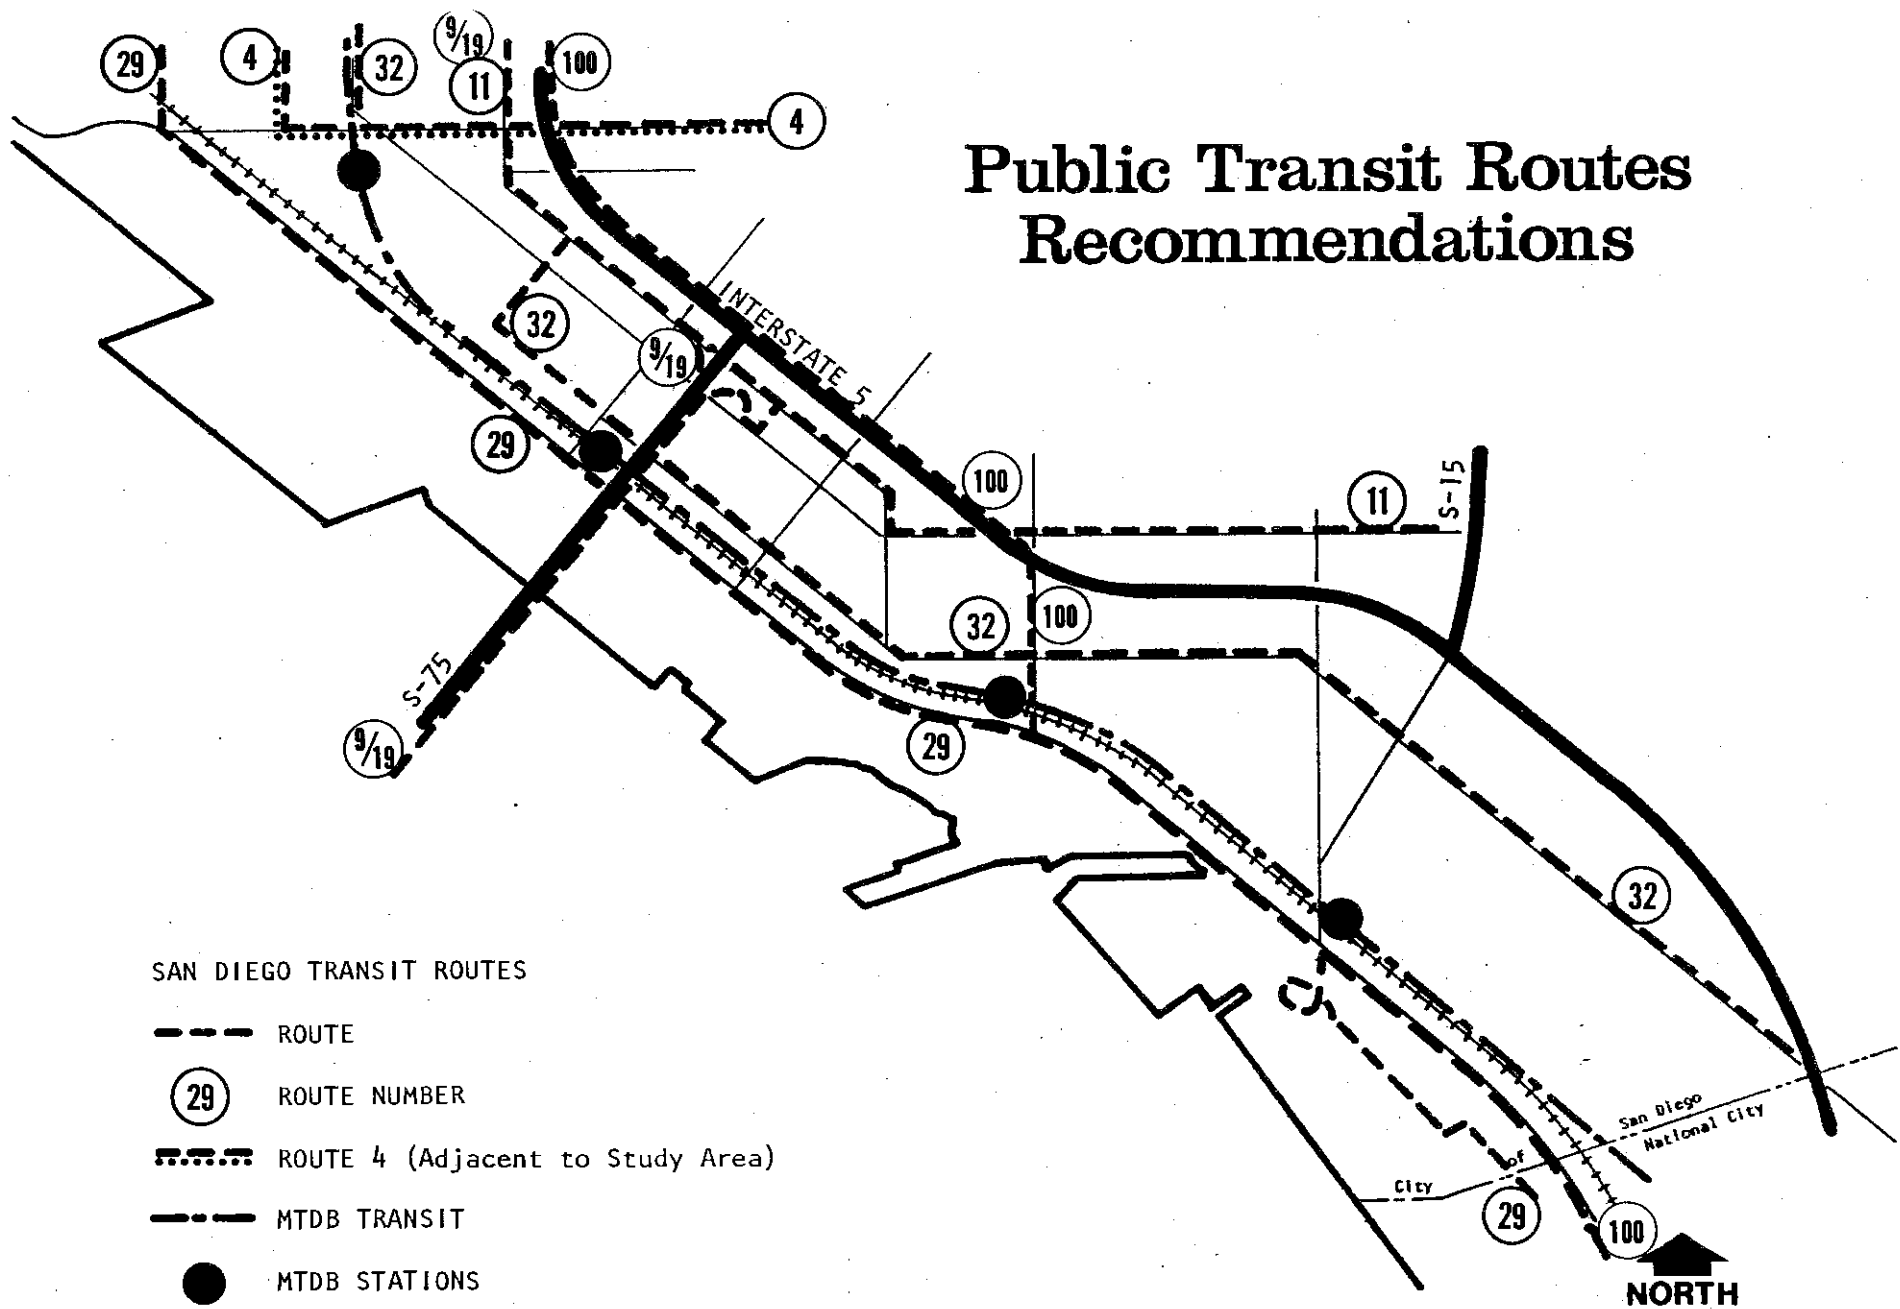 9/19
29
4
32
11
100
4
Public Transit Routes
Recommendations
32
INTERSTATE 5
9/19
29
100
11
S-15
32
100
S-75
9/19
29
32
SAN DIEGO TRANSIT ROUTES
ROUTE
29 ROUTE NUMBER
ROUTE 4 (Adjacent to Study Area)
MTDB TRANSIT
MTDB STATIONS
San Diego
National City
City of
29
100
NORTH